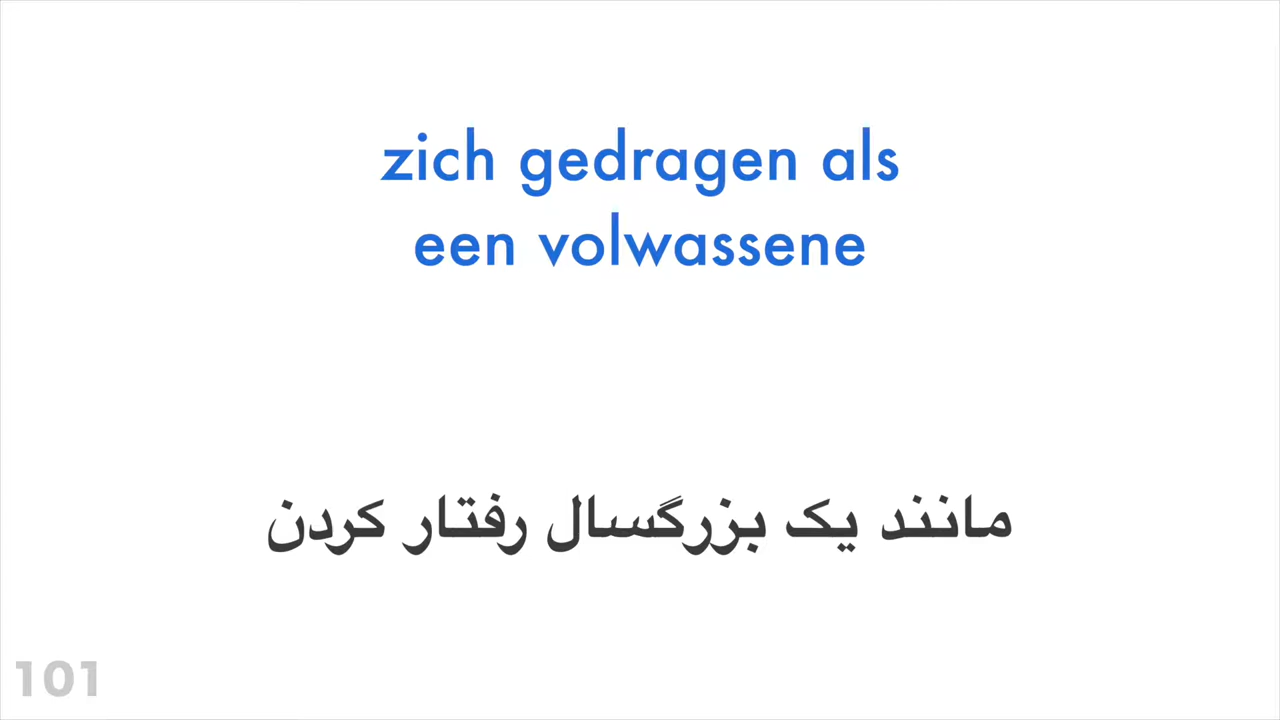 zich gedragen als
een volwassene
مانند یک بزرگسال رفتار کردن
101